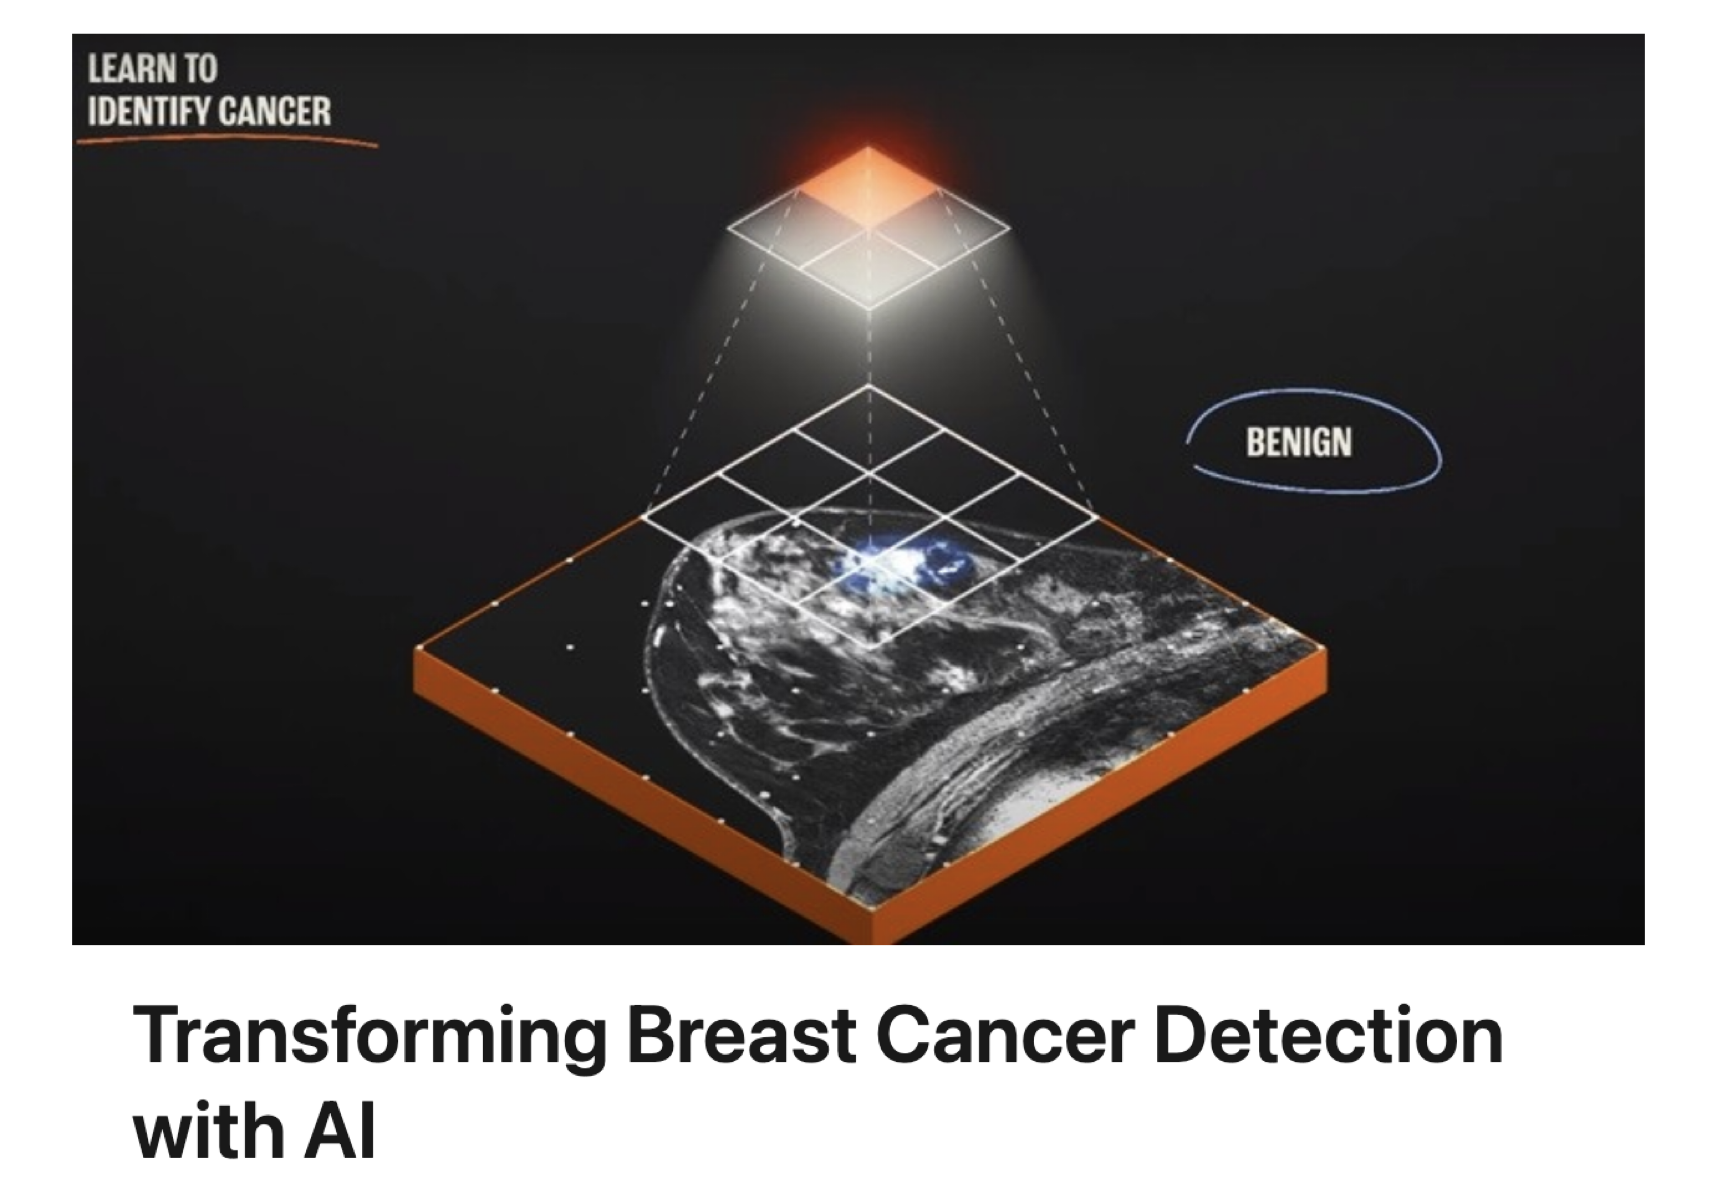 LEARN TO
IDENTIFY CANCER
BENIGN
Transforming Breast Cancer Detection
with AI